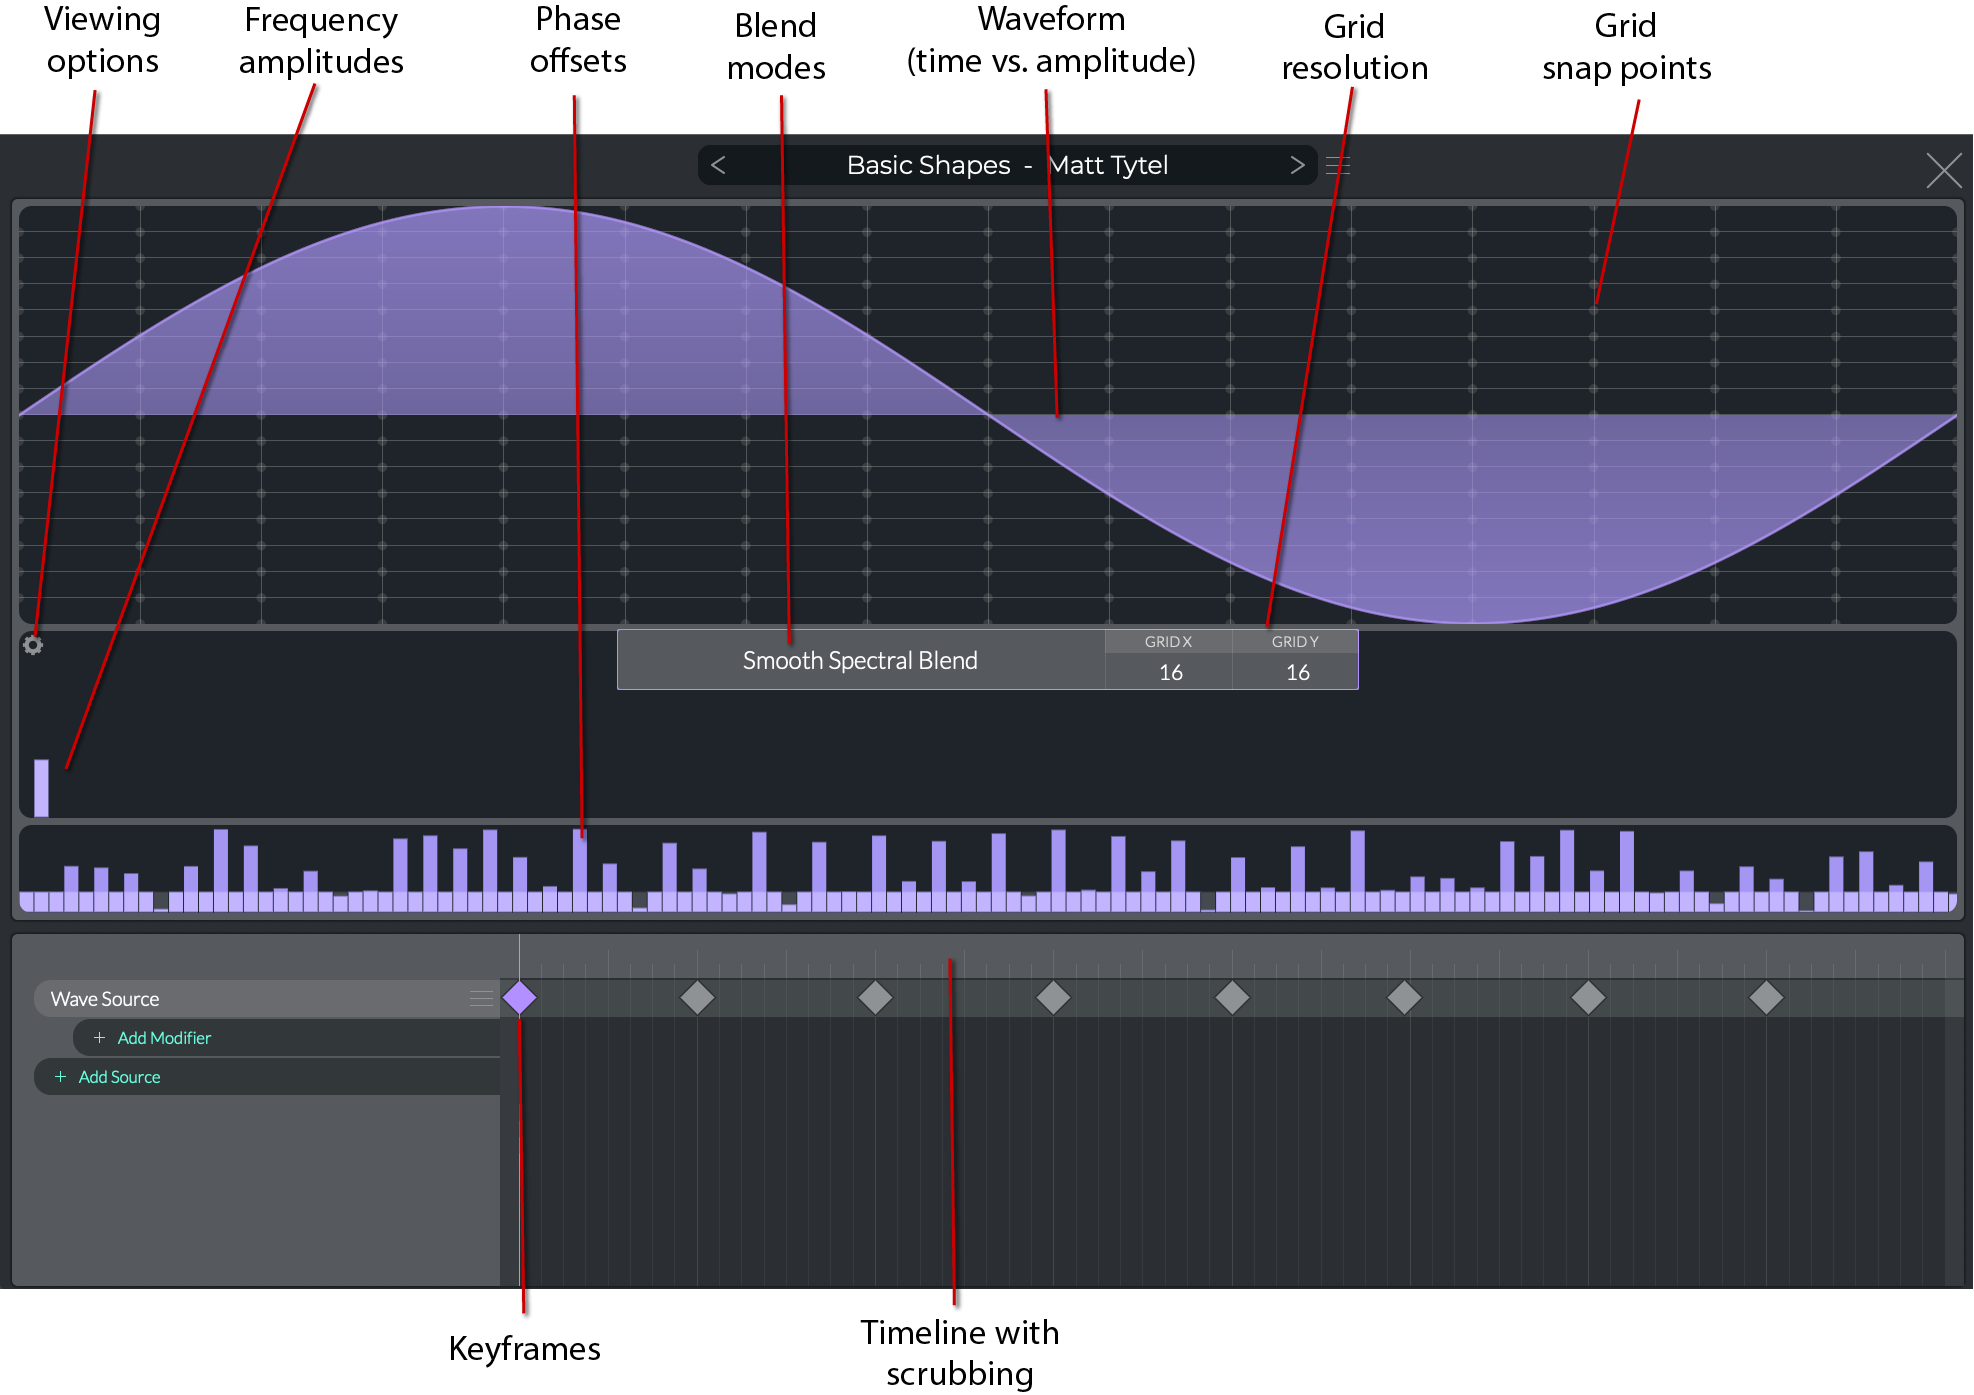 Viewing
options
Frequency
amplitudes
Phase
offsets
Blend
modes
Waveform
(time vs. amplitude)
Grid
resolution
Grid
snap points
< Basic Shapes - Matt Tytel >
Smooth Spectral Blend
GRID X
16
GRID Y
16
Wave Source
+ Add Modifier
+ Add Source
Keyframes
Timeline with
scrubbing